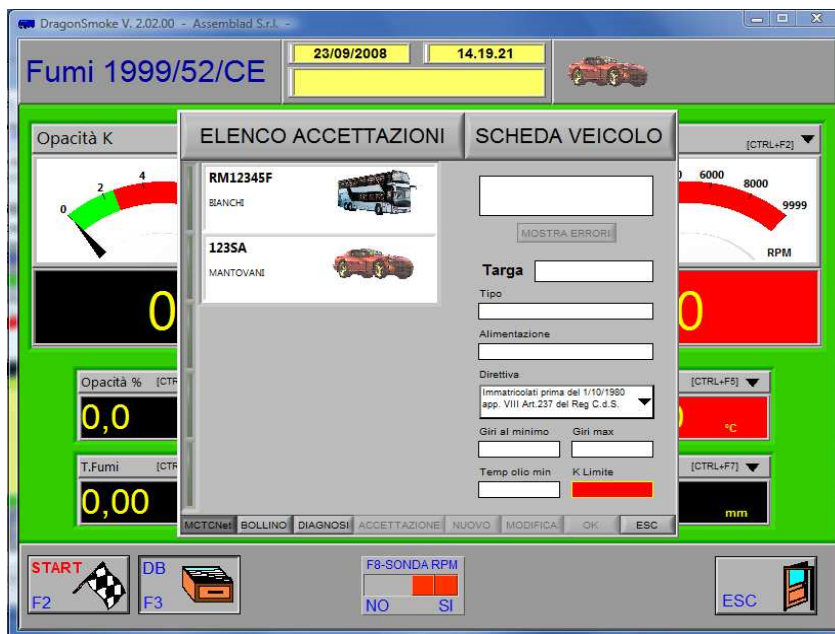 DragonSmoke V. 2.02.00 - Assemblad S.r.l. -
Fumi 1999/52/CE
23/09/2008
14.19.21
Opacità K
[CTRL+F2]
0
2
4
6000
8000
9999
RPM
0
0
ELENCO ACCETTAZIONI
SCHEDA VEICOLO
RM12345F
BIANCHI
123SA
MANTOVANI
MOSTRA ERRORI
Targa
Tipo
Alimentazione
Direttiva
Immatricolati prima del 1/10/1980
app. VIII Art.237 del Reg C.d.S.
Giri al minimo
Giri max
Temp olio min
K Limite
Opacità %
[CTR
0,0
[CTRL+F5]
°C
T.Fumi
[CTR
0,00
[CTRL+F7]
mm
MCTCNet
BOLLINO
DIAGNOSI
ACCETTAZIONE
NUOVO
MODIFICA
OK
ESC
START
F2
DB
F3
F8-SONDA RPM
NO
SI
ESC